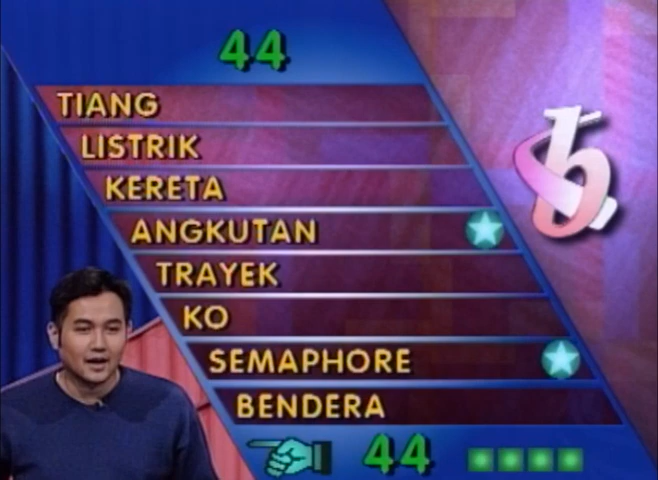 44
TIANG
LISTRIK
KERETA
ANGKUTAN
TRAYEK
KO
SEMAPHORE
BENDERA
44